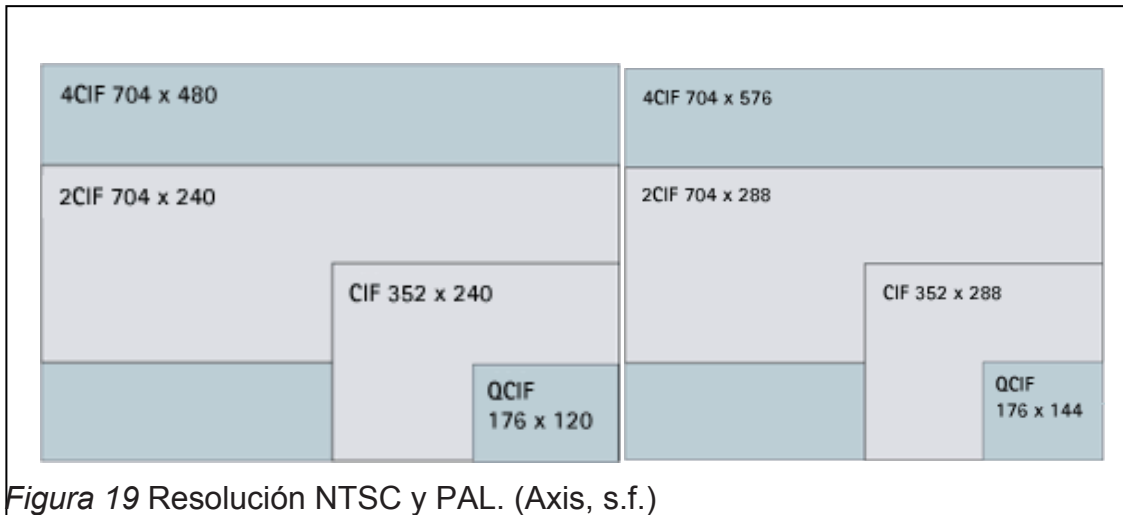 4CIF 704 x 480
2CIF 704 x 240
CIF 352 x 240
QCIF
176 x 120
4CIF 704 x 576
2CIF 704 x 288
CIF 352 x 288
QCIF
176 x 144
Figura 19 Resolución NTSC y PAL. (Axis, s.f.)